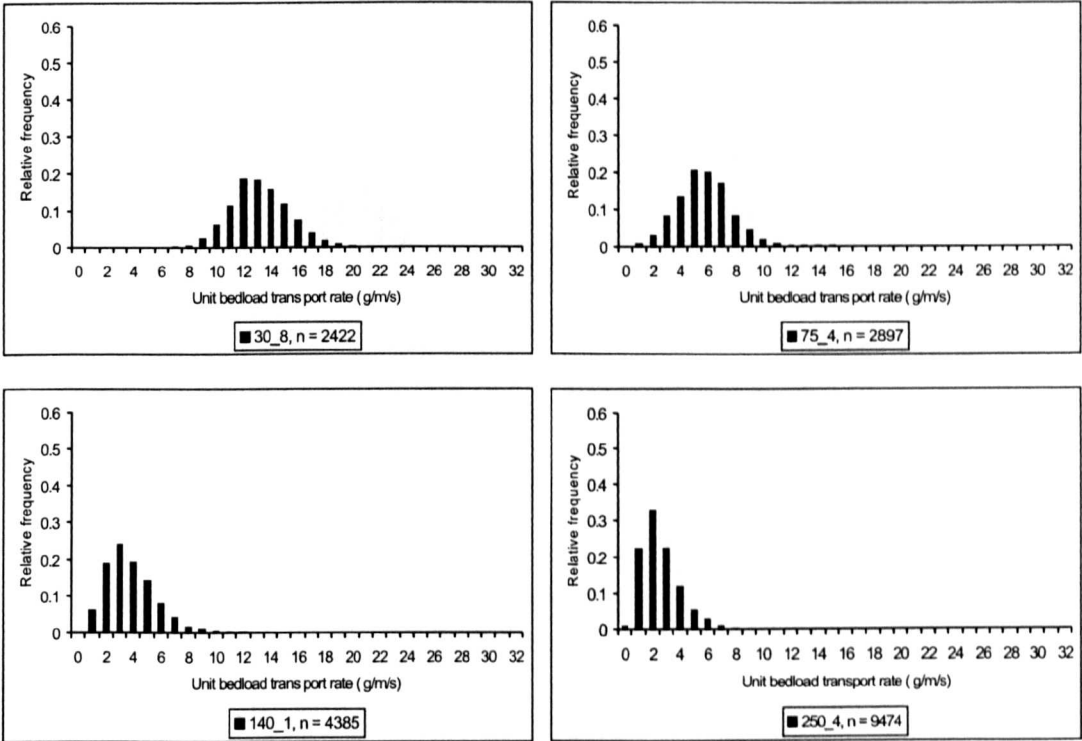 0.6
0.5
0.4
0.3
0.2
0.1
0
Relative frequency
0 2 4 6 8 10 12 14 16 18 20 22 24 26 28 30 32
Unit bedload trans port rate ( g/m/s)
30_8, n = 2422
0.6
0.5
0.4
0.3
0.2
0.1
0
Relative frequency
0 2 4 6 8 10 12 14 16 18 20 22 24 26 28 30 32
Unit bedload trans port rate ( g/m/s)
75_4, n = 2897
0.6
0.5
0.4
0.3
0.2
0.1
0
Relative frequency
0 2 4 6 8 10 12 14 16 18 20 22 24 26 28 30 32
Unit bedload trans port rate ( g/m/s)
140_1, n = 4385
0.6
0.5
0.4
0.3
0.2
0.1
0
Relative frequency
0 2 4 6 8 10 12 14 16 18 20 22 24 26 28 30 32
Unit bedload transport rate ( g/m/s)
250_4, n = 9474